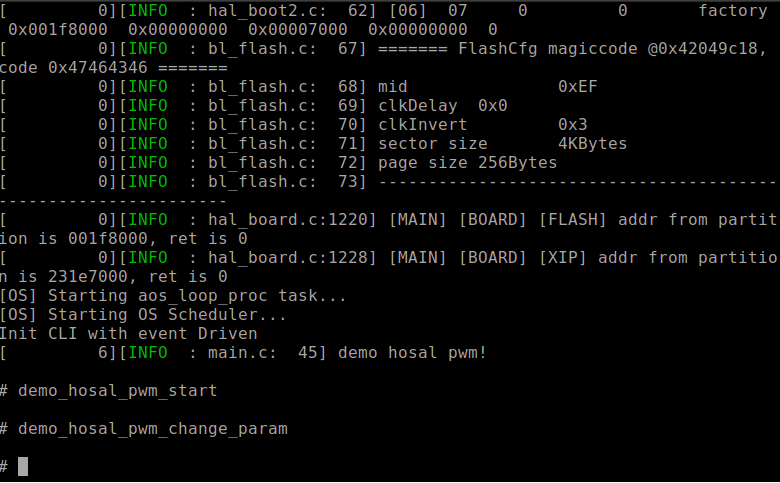 [          0][INFO  : hal_boot2.c:  62] [06]  07     0         0       factory
 0x001f8000  0x00000000  0x00007000  0x00000000  0
[          0][INFO  : bl_flash.c:  67] ======= FlashCfg magiccode @0x42049c18,
code 0x47464346 =======
[          0][INFO  : bl_flash.c:  68] mid               0xEF
[          0][INFO  : bl_flash.c:  69] clkDelay  0x0
[          0][INFO  : bl_flash.c:  70] clkInvert         0x3
[          0][INFO  : bl_flash.c:  71] sector size       4KBytes
[          0][INFO  : bl_flash.c:  72] page size 256Bytes
[          0][INFO  : bl_flash.c:  73] ----------------------------------------
-----------------------
[          0][INFO  : hal_board.c:1220] [MAIN] [BOARD] [FLASH] addr from partit
ion is 001f8000, ret is 0
[          0][INFO  : hal_board.c:1228] [MAIN] [BOARD] [XIP] addr from partitio
n is 231e7000, ret is 0
[OS] Starting aos_loop_proc task...
[OS] Starting OS Scheduler...
Init CLI with event Driven
[          6][INFO  : main.c:  45] demo hosal pwm!
# demo_hosal_pwm_start
# demo_hosal_pwm_change_param
#